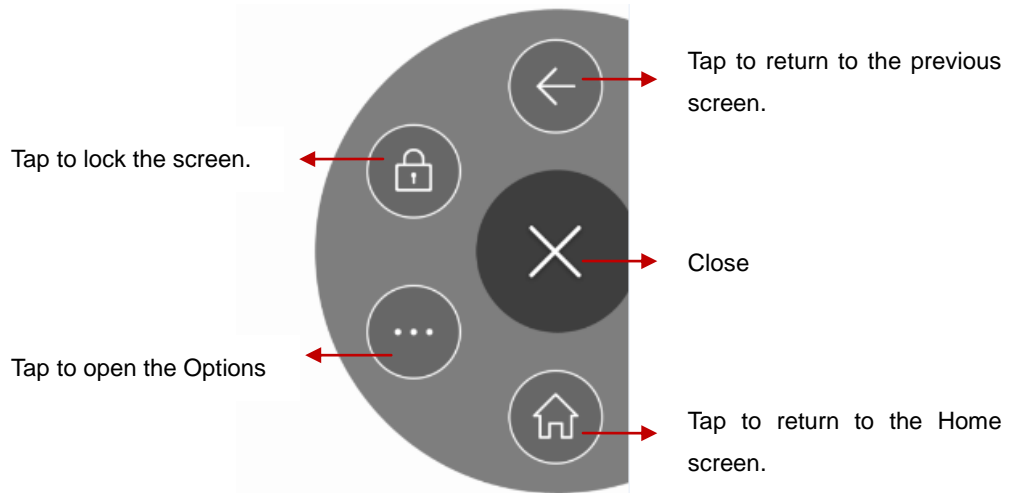 Tap to return to the previous
screen.
Tap to lock the screen.
Close
Tap to open the Options
Tap to return to the Home
screen.